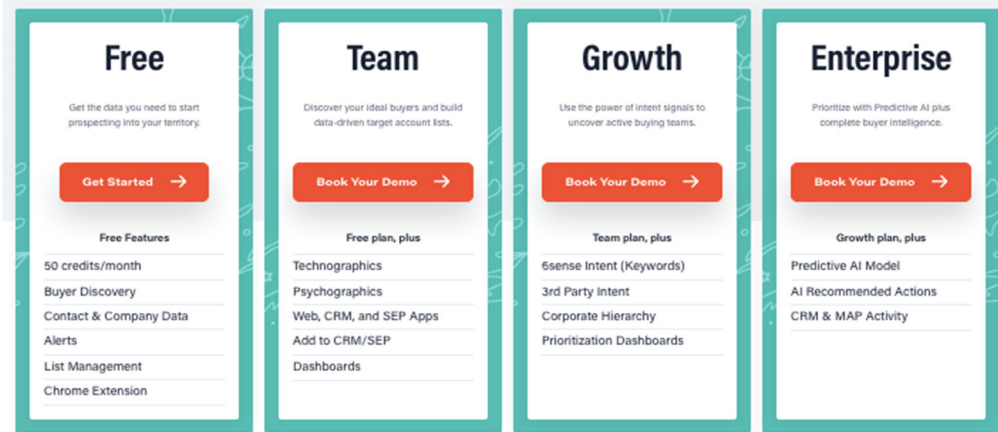 Free
Get the data you need to start
prospecting into your territory.
Get Started
Free Features
50 credits/month
Buyer Discovery
Contact & Company Data
Alerts
List Management
Chrome Extension
Team
Discover your ideal buyers and build
data-driven target account lists.
Book Your Demo
Free plan, plus
Technographics
Psychographics
Web, CRM, and SEP Apps
Add to CRM/SEP
Dashboards
Growth
Use the power of intent signals to
uncover active buying teams.
Book Your Demo
Team plan, plus
6sense Intent (Keywords)
3rd Party Intent
Corporate Hierarchy
Prioritization Dashboards
Enterprise
Prioritize with Predictive AI plus
complete buyer intelligence.
Book Your Demo
Growth plan, plus
Predictive AI Model
AI Recommended Actions
CRM & MAP Activity